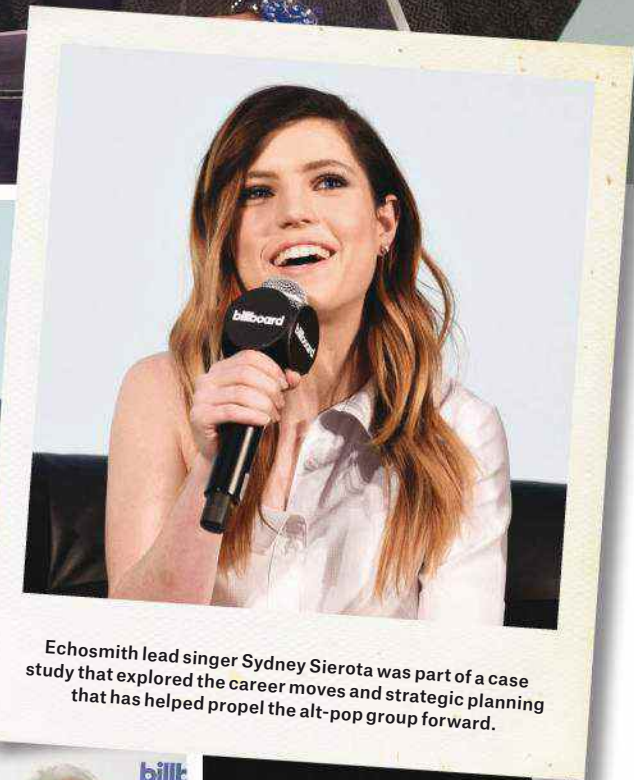 billboard
billboard
Echosmith lead singer Sydney Sierota was part of a case
study that explored the career moves and strategic planning
that has helped propel the alt-pop group forward.